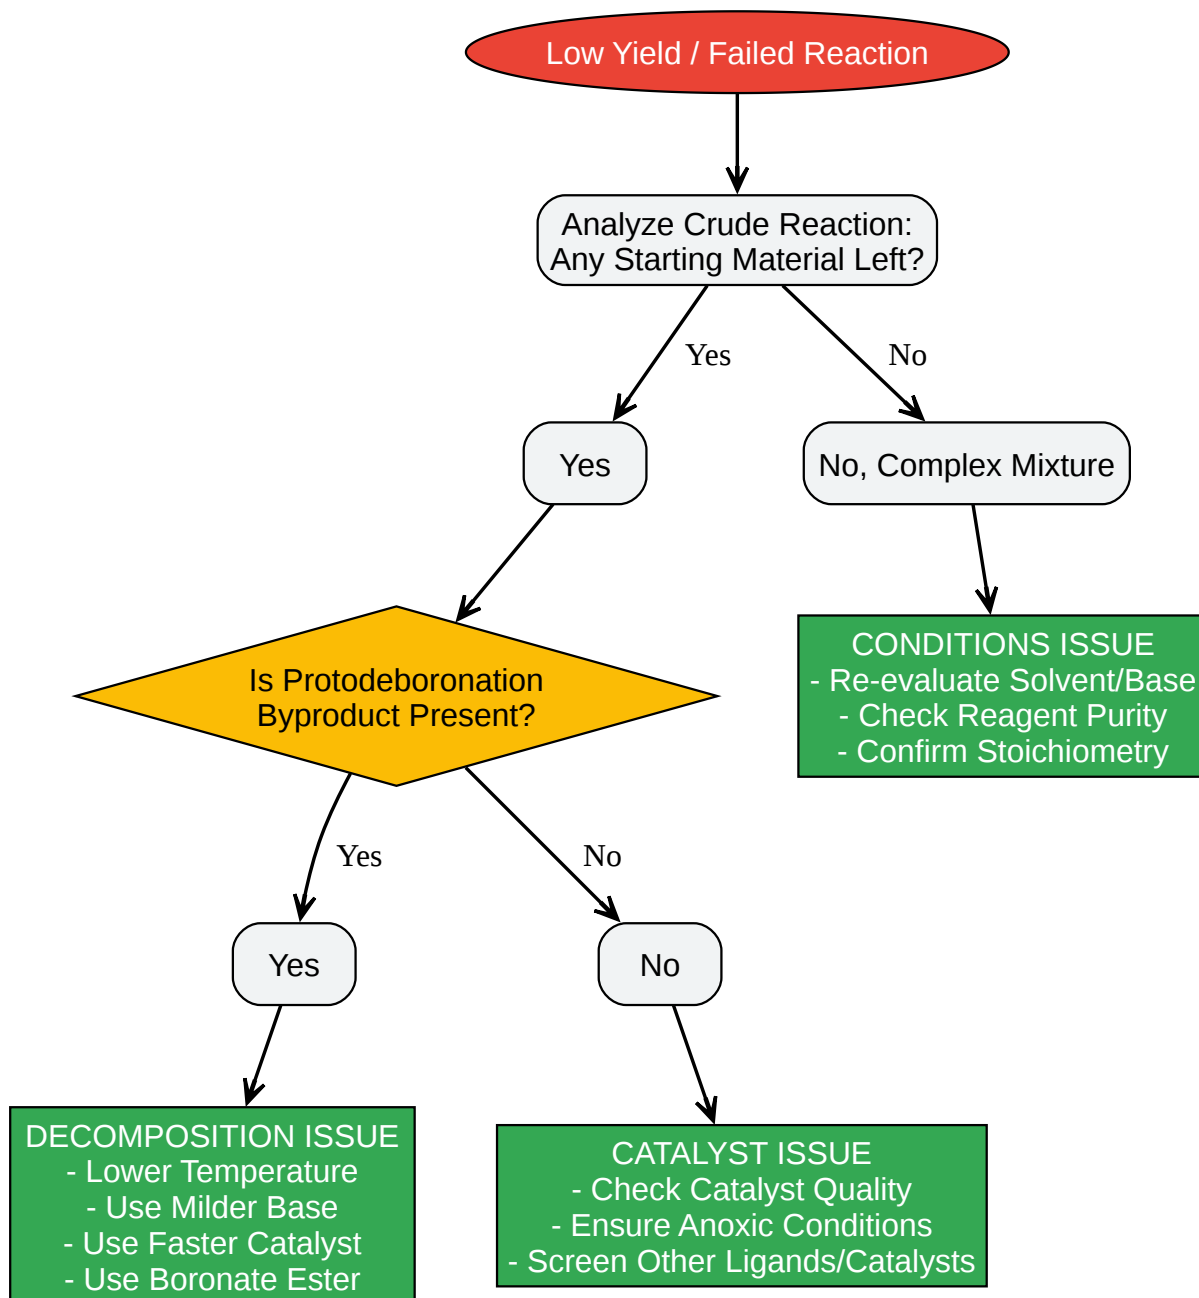 Low Yield / Failed Reaction
Analyze Crude Reaction:
Any Starting Material Left?
Yes
No
Yes
No, Complex Mixture
Is Protodeboronation
Byproduct Present?
CONDITIONS ISSUE
- Re-evaluate Solvent/Base
- Check Reagent Purity
- Confirm Stoichiometry
Yes
No
Yes
No
DECOMPOSITION ISSUE
- Lower Temperature
- Use Milder Base
- Use Faster Catalyst
- Use Boronate Ester
CATALYST ISSUE
- Check Catalyst Quality
- Ensure Anoxic Conditions
- Screen Other Ligands/Catalysts